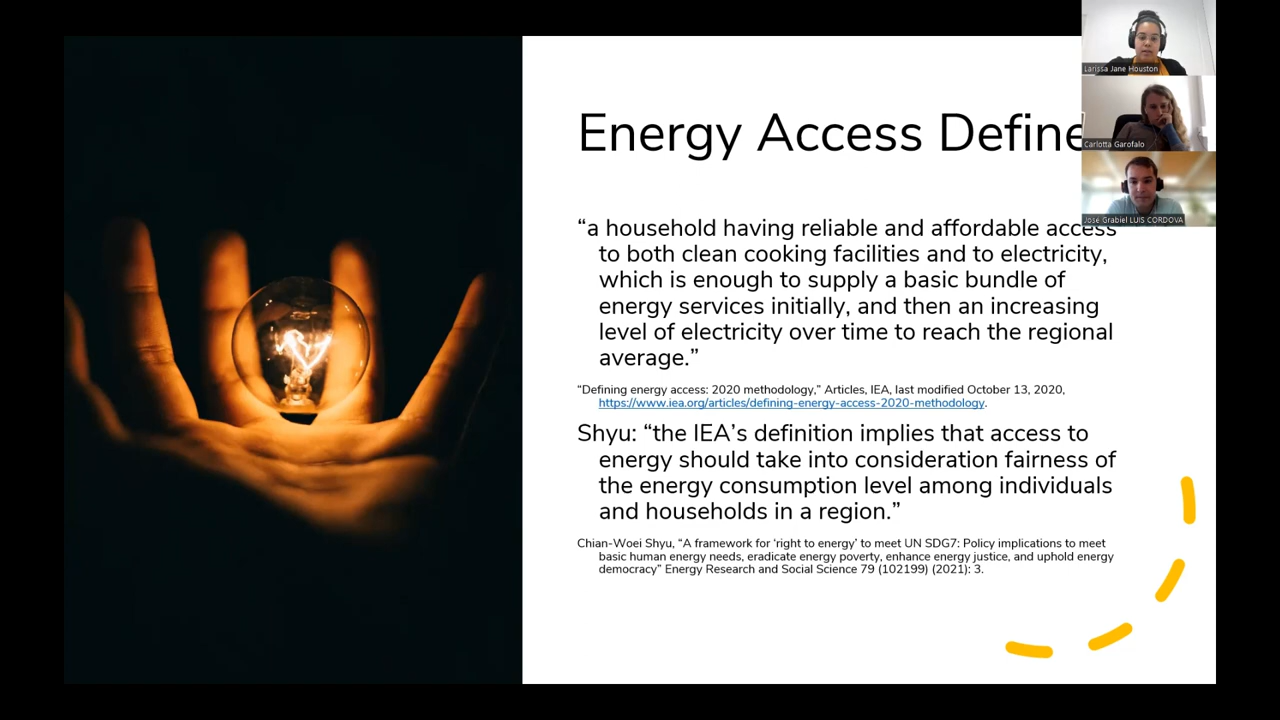 Energy Access Define
“a household having reliable and affordable access
to both clean cooking facilities and to electricity,
which is enough to supply a basic bundle of
energy services initially, and then an increasing
level of electricity over time to reach the regional
average.”
“Defining energy access: 2020 methodology,” Articles, IEA, last modified October 13, 2020,
https://www.iea.org/articles/defining-energy-access-2020-methodology.
Shyu: “the IEA’s definition implies that access to
energy should take into consideration fairness of
the energy consumption level among individuals
and households in a region.”
Chian-Woei Shyu, “A framework for ‘right to energy’ to meet UN SDG7: Policy implications to meet
basic human energy needs, eradicate energy poverty, enhance energy justice, and uphold energy
democracy” Energy Research and Social Science 79 (102199) (2021): 3.
Larissa Jane Houston
Carlotta Garofalo
Jose Grabiel LUIS CORDOVA